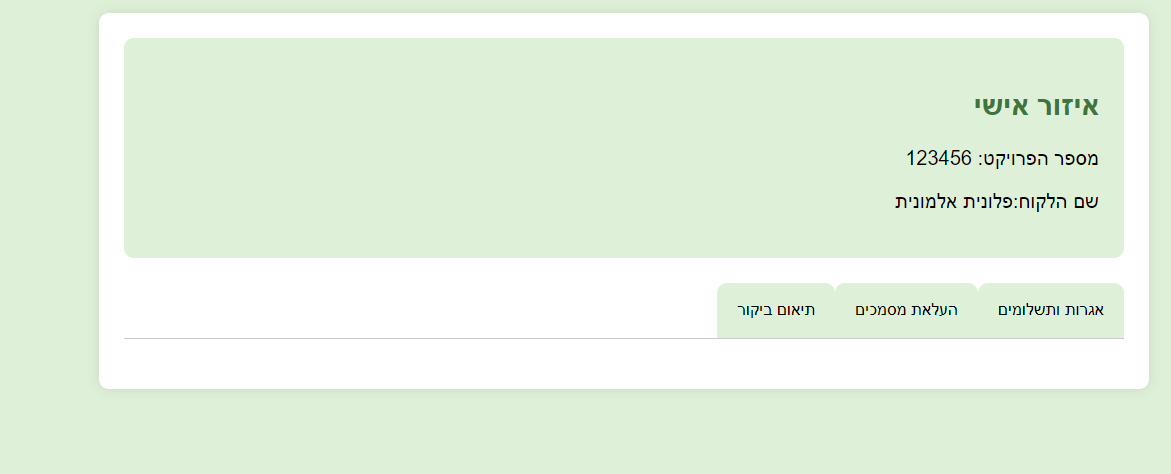 איזור אישי
מספר הפרויקט: 123456
שם הלקוח:פלונית אלמונית
אגרות ותשלומים
העלאת מסמכים
תיאום ביקור